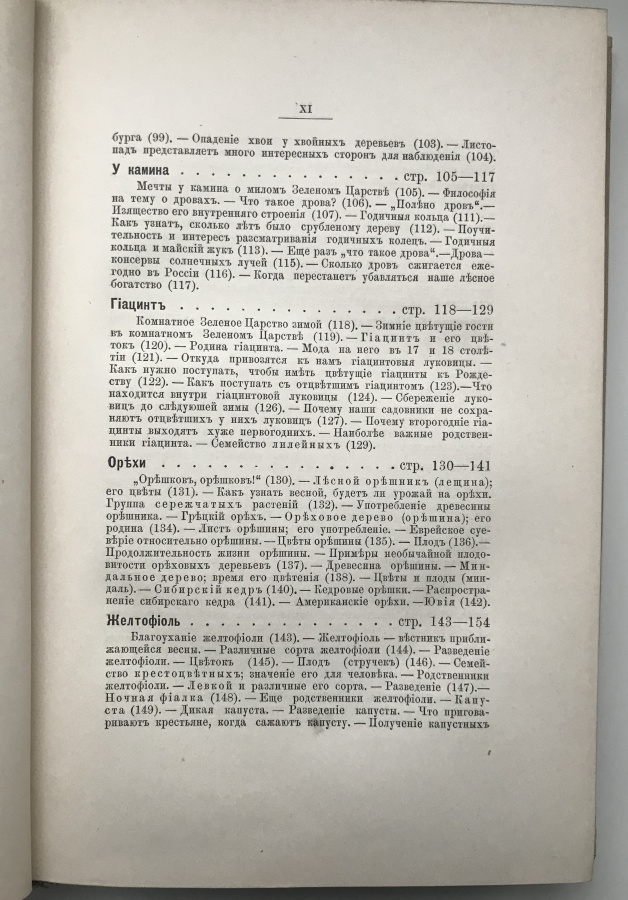 XI
бурга (99). — Опаденіе хвои у хвойныхъ деревьевъ (103). — Листо-
падъ представляетъ много интересныхъ сторонъ для наблюденія (104).
У камина . . . . . . . . . . . . . . . стр. 105—117
Мечты у камина о миломъ Зеленомъ Царствѣ (105). — Философія
на тему о дровахъ. — Что такое дрова? (106). — „Полѣно дровъ“.—
Изящество его внутренняго строенія (107). — Годичныя кольца (111).—
Какъ узнать, сколько лѣтъ было срубленому дереву (112). — Поучи-
тельность и интересъ разсматриванія годичныхъ колецъ. — Годичныя
кольца и майскій жукъ (113). — Еще разъ „что такое дрова“.—Дрова—
консервы солнечныхъ лучей (115). — Сколько дровъ сжигается еже-
годно въ Россіи (116). — Когда перестанетъ убавляться наше лѣсное
богатство (117).
Гіацинтъ . . . . . . . . . . . . . . . стр. 118—129
Комнатное Зеленое Царство зимой (118). — Зимніе цвѣтущіе гости
въ комнатномъ Зеленомъ Царствѣ (119). — Гіацинтъ и его цвѣ-
токъ (120). — Родина гіацинта. — Мода на него въ 17 и 18 столѣ-
тіи (121). — Откуда привозятся къ намъ гіацинтовыя луковицы. —
Какъ нужно поступать, чтобы имѣть цвѣтущіе гіацинты къ Рожде-
ству (122). — Какъ поступать съ отцвѣтшимъ гіацинтомъ (123).—Что
находится внутри гіацинтовой луковицы (124). — Сбереженіе луко-
вицъ до слѣдующей зимы (126). — Почему наши садовники не сохра-
няютъ отцвѣтшихъ у нихъ луковицъ (127). — Почему второгодніе гіа-
цинты выходятъ хуже первогоднихъ. — Наиболѣе важные родствен-
ники гіацинта. — Семейство лилейныхъ (129).
Орѣхи . . . . . . . . . . . . . . . . стр. 130—141
„Орѣшковъ, орѣшковъ!“ (130). — Лѣсной орѣшникъ (лещина);
его цвѣты (131). — Какъ узнать весной, будетъ ли урожай на орѣхи.
Группа сережчатыхъ растеній (132). — Употребленіе древесины
орѣшника. — Грѣцкій орѣхъ. — Орѣховое дерево (орѣшина); его
родина (134). — Листъ орѣшины; его употребленіе. — Еврейское суе-
вѣріе относительно орѣшины. — Цвѣты орѣшины (135). — Плодъ (136).—
Продолжительность жизни орѣшины. — Примѣры необычайной плодо-
витости орѣховыхъ деревьевъ (137). — Древесина орѣшины. — Мин-
дальное дерево; время его цвѣтенія (138). — Цвѣты и плоды (мин-
даль). — Сибирскій кедръ (140). — Кедровые орѣшки. — Распростра-
неніе сибирскаго кедра (141). — Американскіе орѣхи. — Ювія (142).
Желтофіоль . . . . . . . . . . . . . . стр. 143—154
Благоуханіе желтофіоли (143). — Желтофіоль — вѣстникъ прибли-
жающейся весны. — Различные сорта желтофіоли (144). — Разведеніе
желтофіоли. — Цвѣтокъ (145). — Плодъ (стручекъ) (146). — Семей-
ство крестоцвѣтныхъ; значеніе его для человѣка. — Родственники
желтофіоли. — Левкой и различные его сорта. — Разведеніе (147).—
Ночная фіалка (148). — Еще родственники желтофіоли. — Капу-
ста (149). — Дикая капуста. — Разведеніе капусты. — Что пригова-
риваютъ крестьяне, когда сажаютъ капусту. — Полученіе капустныхъ